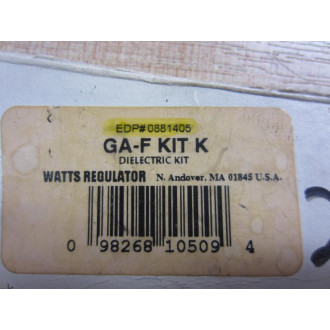 EDP# 0881405
GA-F KIT K
DIELECTRIC KIT
WATTS REGULATOR N. Andover, MA 01845 U.S.A.
0 98268 10509 4